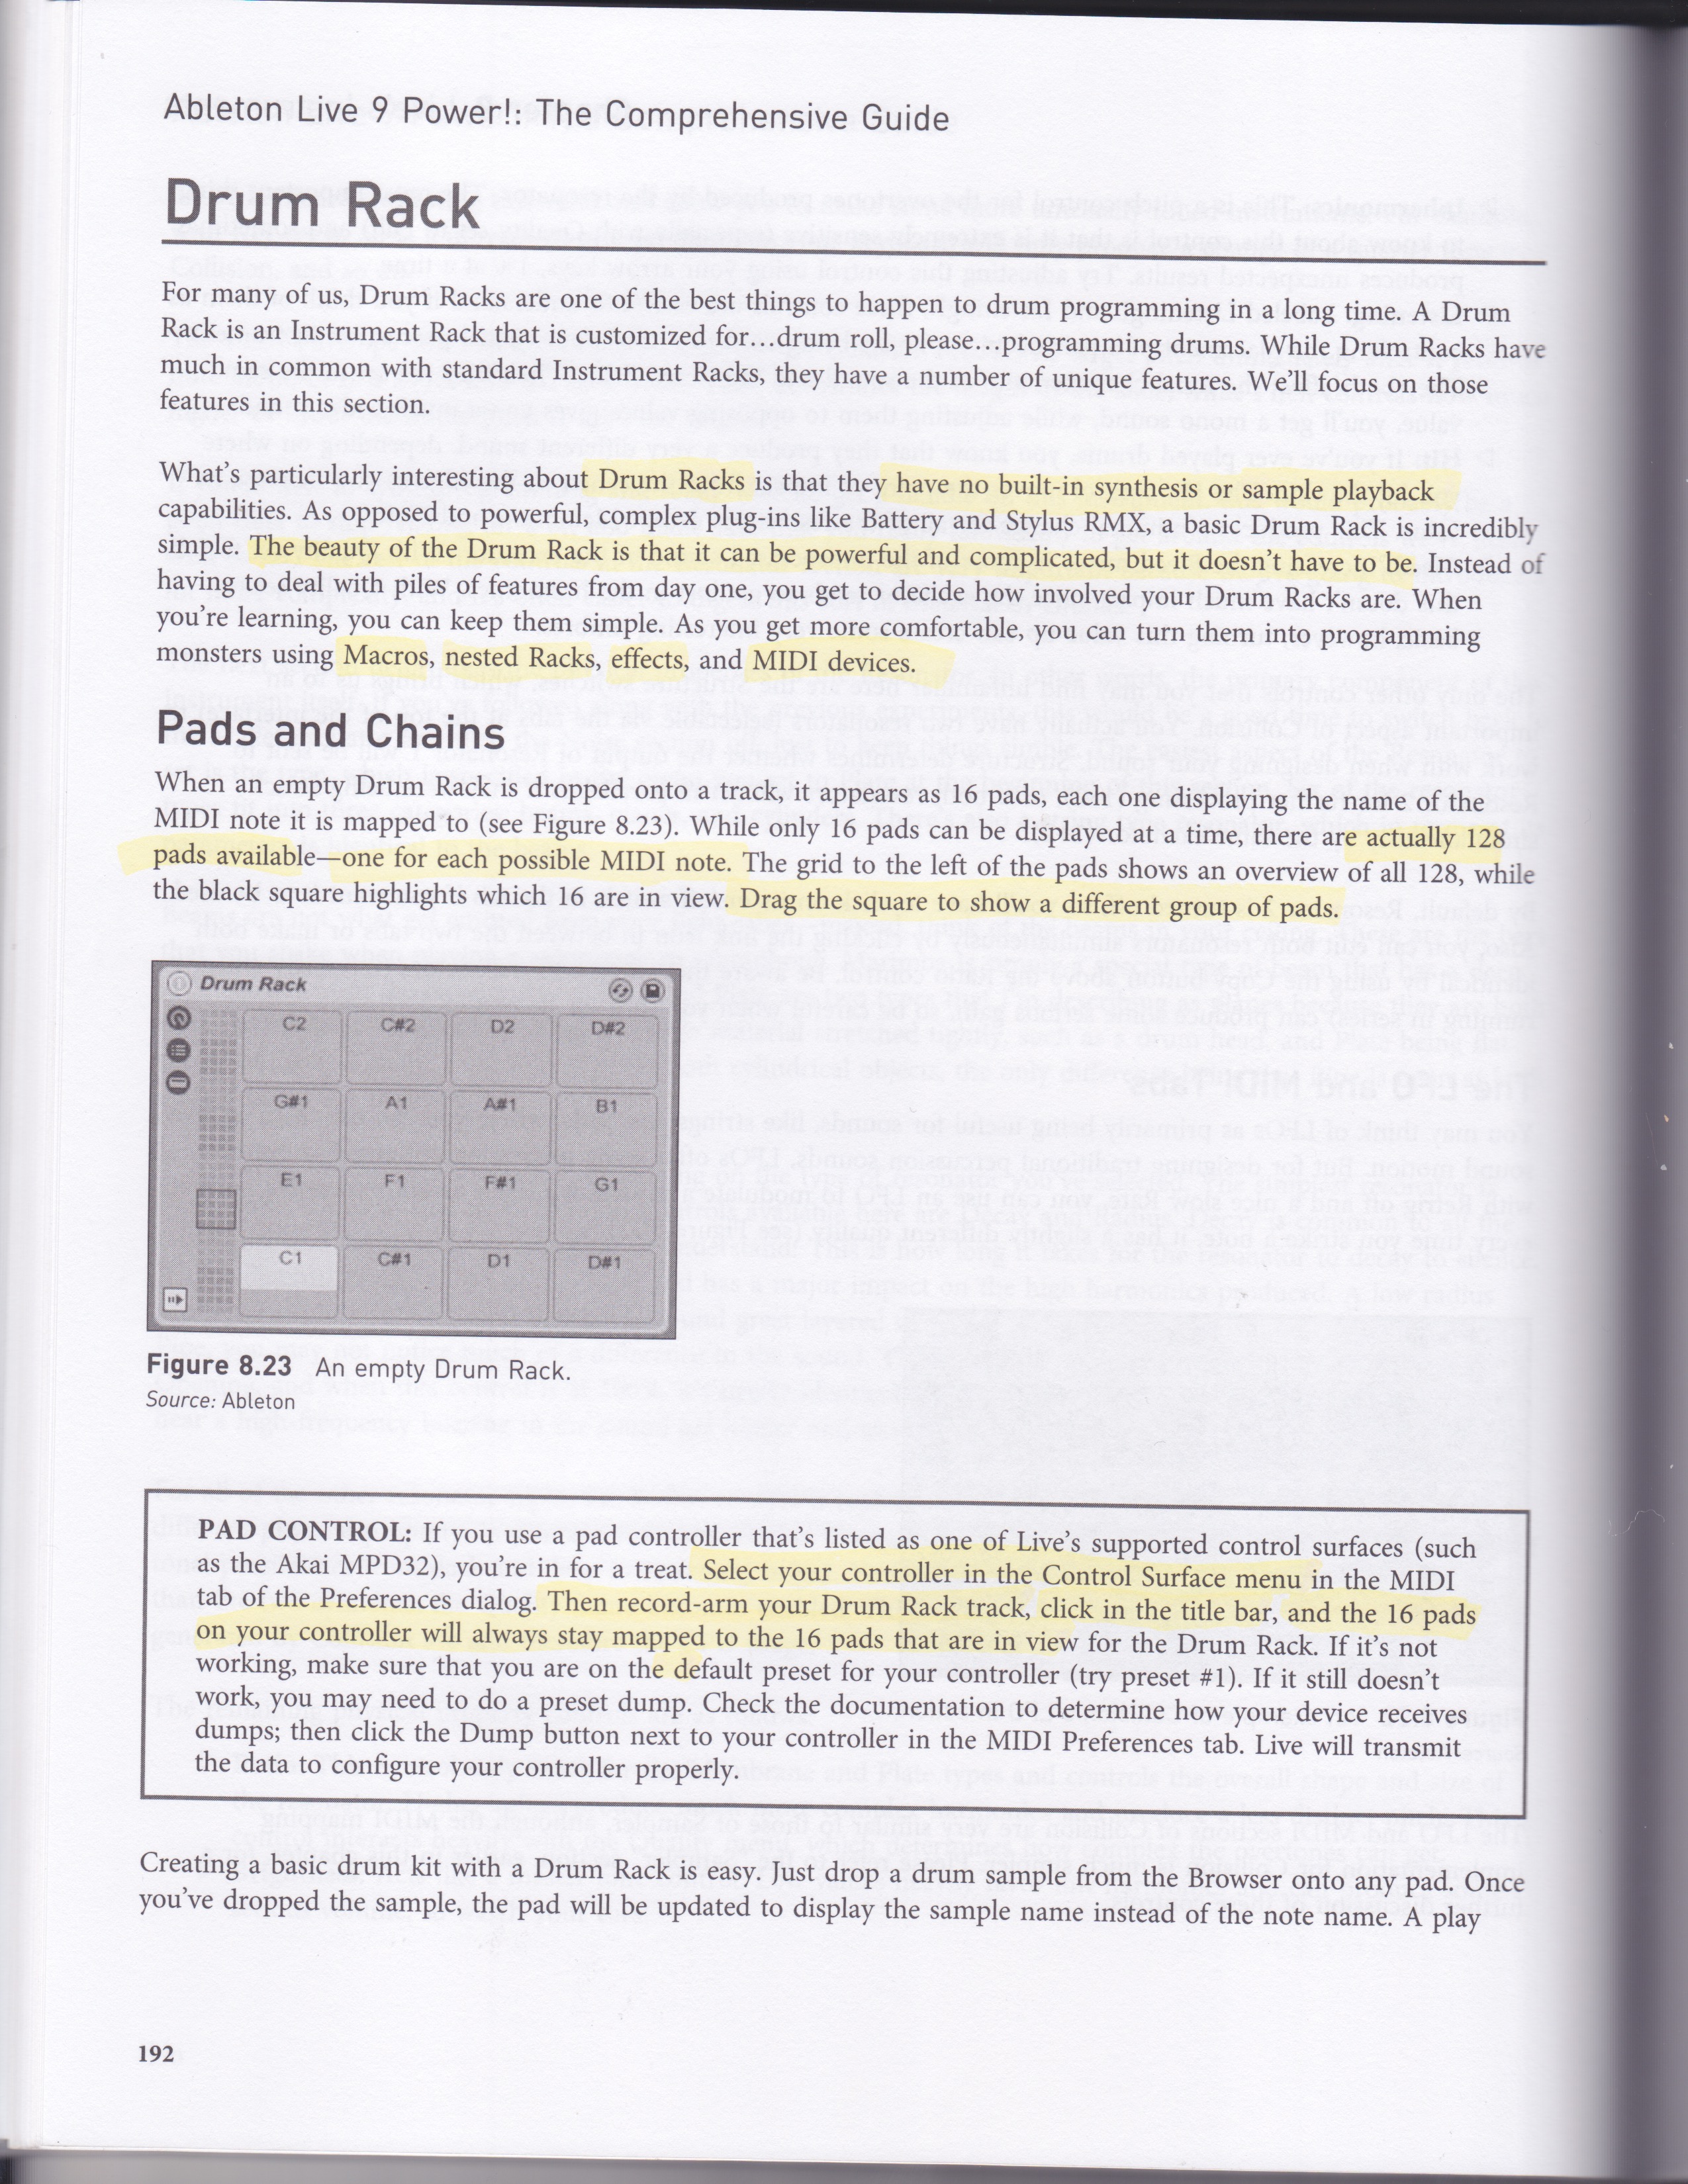 Ableton Live 9 Power!: The Comprehensive Guide
Drum Rack
For many of us, Drum Racks are one of the best things to happen to drum programming in a long time. A Drum
Rack is an Instrument Rack that is customized for...drum roll, please...programming drums. While Drum Racks have
much in common with standard Instrument Racks, they have a number of unique features. We'll focus on those
features in this section.
What's particularly interesting about Drum Racks is that they have no built-in synthesis or sample playback
capabilities. As opposed to powerful, complex plug-ins like Battery and Stylus RMX, a basic Drum Rack is incredibly
simple. The beauty of the Drum Rack is that it can be powerful and complicated, but it doesn't have to be. Instead of
having to deal with piles of features from day one, you get to decide how involved your Drum Racks are. When
you're learning, you can keep them simple. As you get more comfortable, you can turn them into programming
monsters using Macros, nested Racks, effects, and MIDI devices.
Pads and Chains
When an empty Drum Rack is dropped onto a track, it appears as 16 pads, each one displaying the name of the
MIDI note it is mapped to (see Figure 8.23). While only 16 pads can be displayed at a time, there are actually 128
pads available—one for each possible MIDI note. The grid to the left of the pads shows an overview of all 128, while
the black square highlights which 16 are in view. Drag the square to show a different group of pads.
Drum Rack
C2 C#2 D2 D#2
G#1 A1 A#1 B1
E1 F1 F#1 G1
C1 C#1 D1 D#1
Figure 8.23 An empty Drum Rack.
Source: Ableton
PAD CONTROL: If you use a pad controller that's listed as one of Live's supported control surfaces (such
as the Akai MPD32), you're in for a treat. Select your controller in the Control Surface menu in the MIDI
tab of the Preferences dialog. Then record-arm your Drum Rack track, click in the title bar, and the 16 pads
on your controller will always stay mapped to the 16 pads that are in view for the Drum Rack. If it's not
working, make sure that you are on the default preset for your controller (try preset #1). If it still doesn't
work, you may need to do a preset dump. Check the documentation to determine how your device receives
dumps; then click the Dump button next to your controller in the MIDI Preferences tab. Live will transmit
the data to configure your controller properly.
Creating a basic drum kit with a Drum Rack is easy. Just drop a drum sample from the Browser onto any pad. Once
you've dropped the sample, the pad will be updated to display the sample name instead of the note name. A play
192